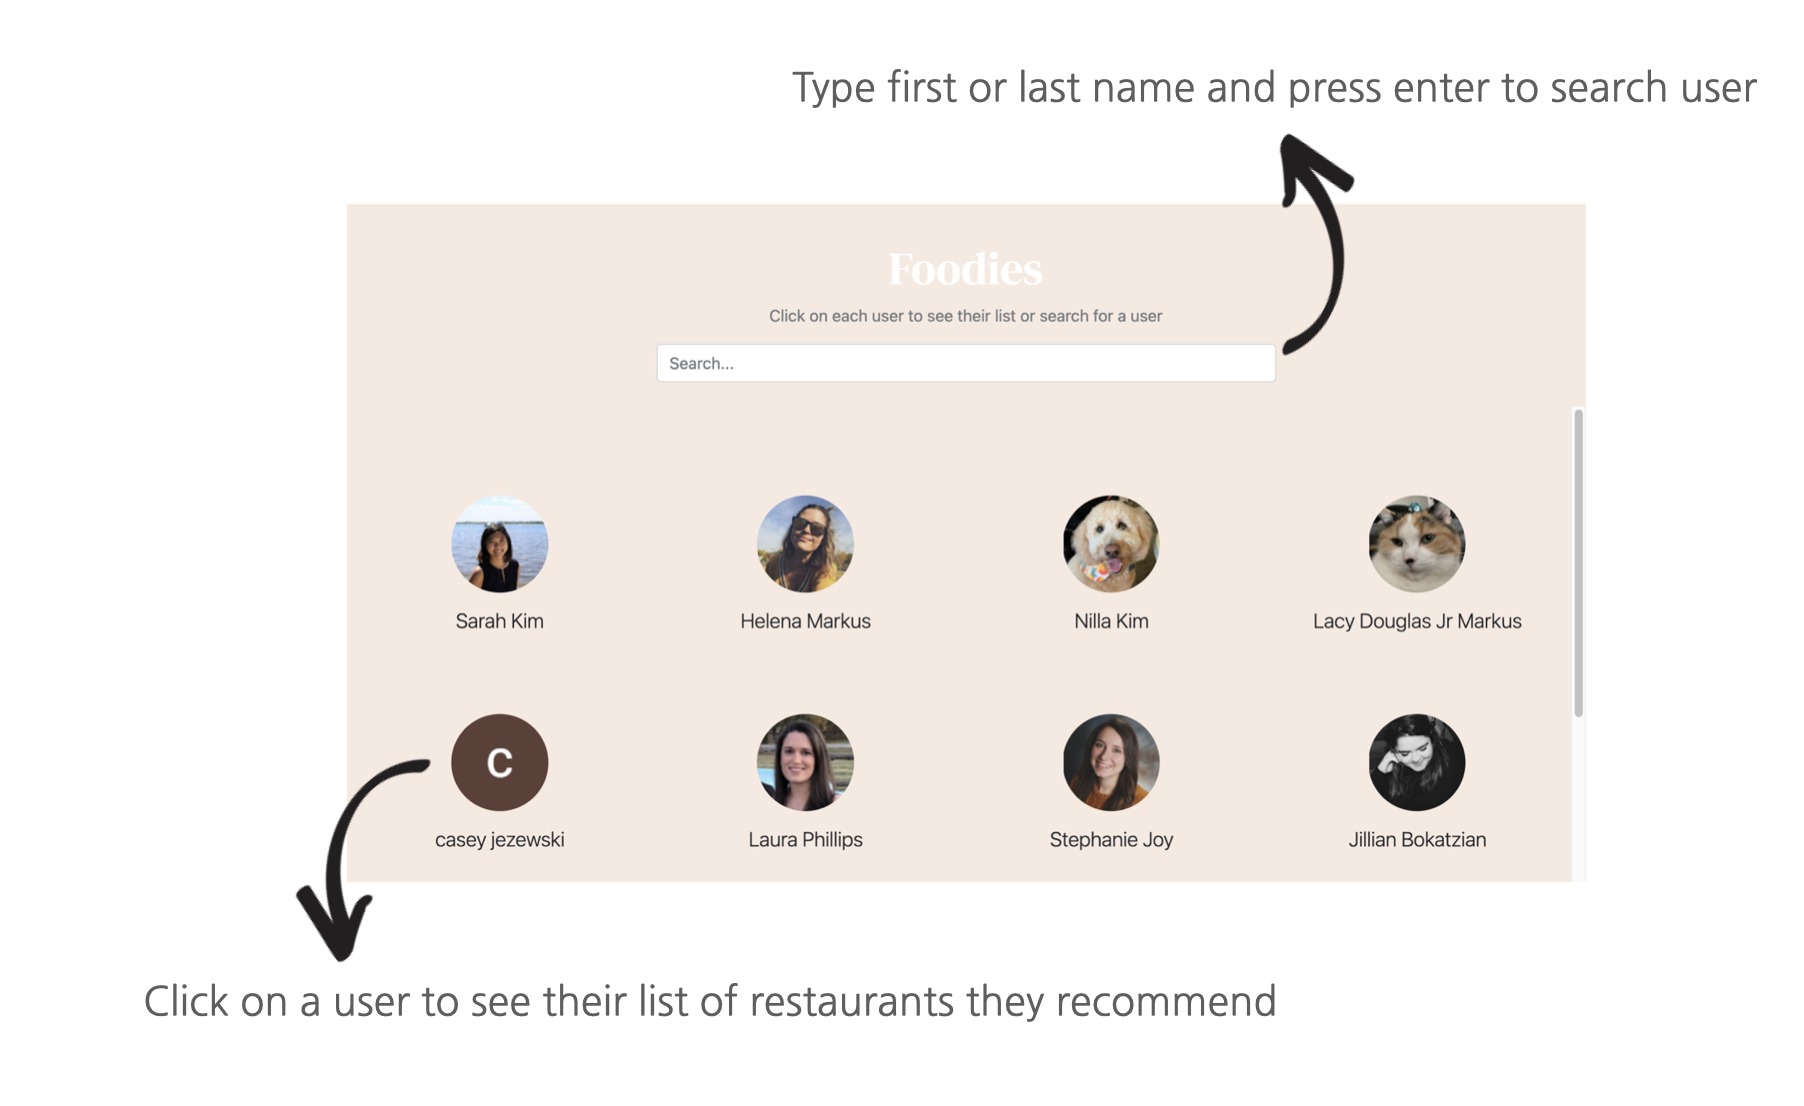 Type first or last name and press enter to search user
Foodies
Click on each user to see their list or search for a user
Search...
Sarah Kim
Helena Markus
Nilla Kim
Lacy Douglas Jr Markus
C
casey jezewski
Laura Phillips
Stephanie Joy
Jillian Bokatzian
Click on a user to see their list of restaurants they recommend